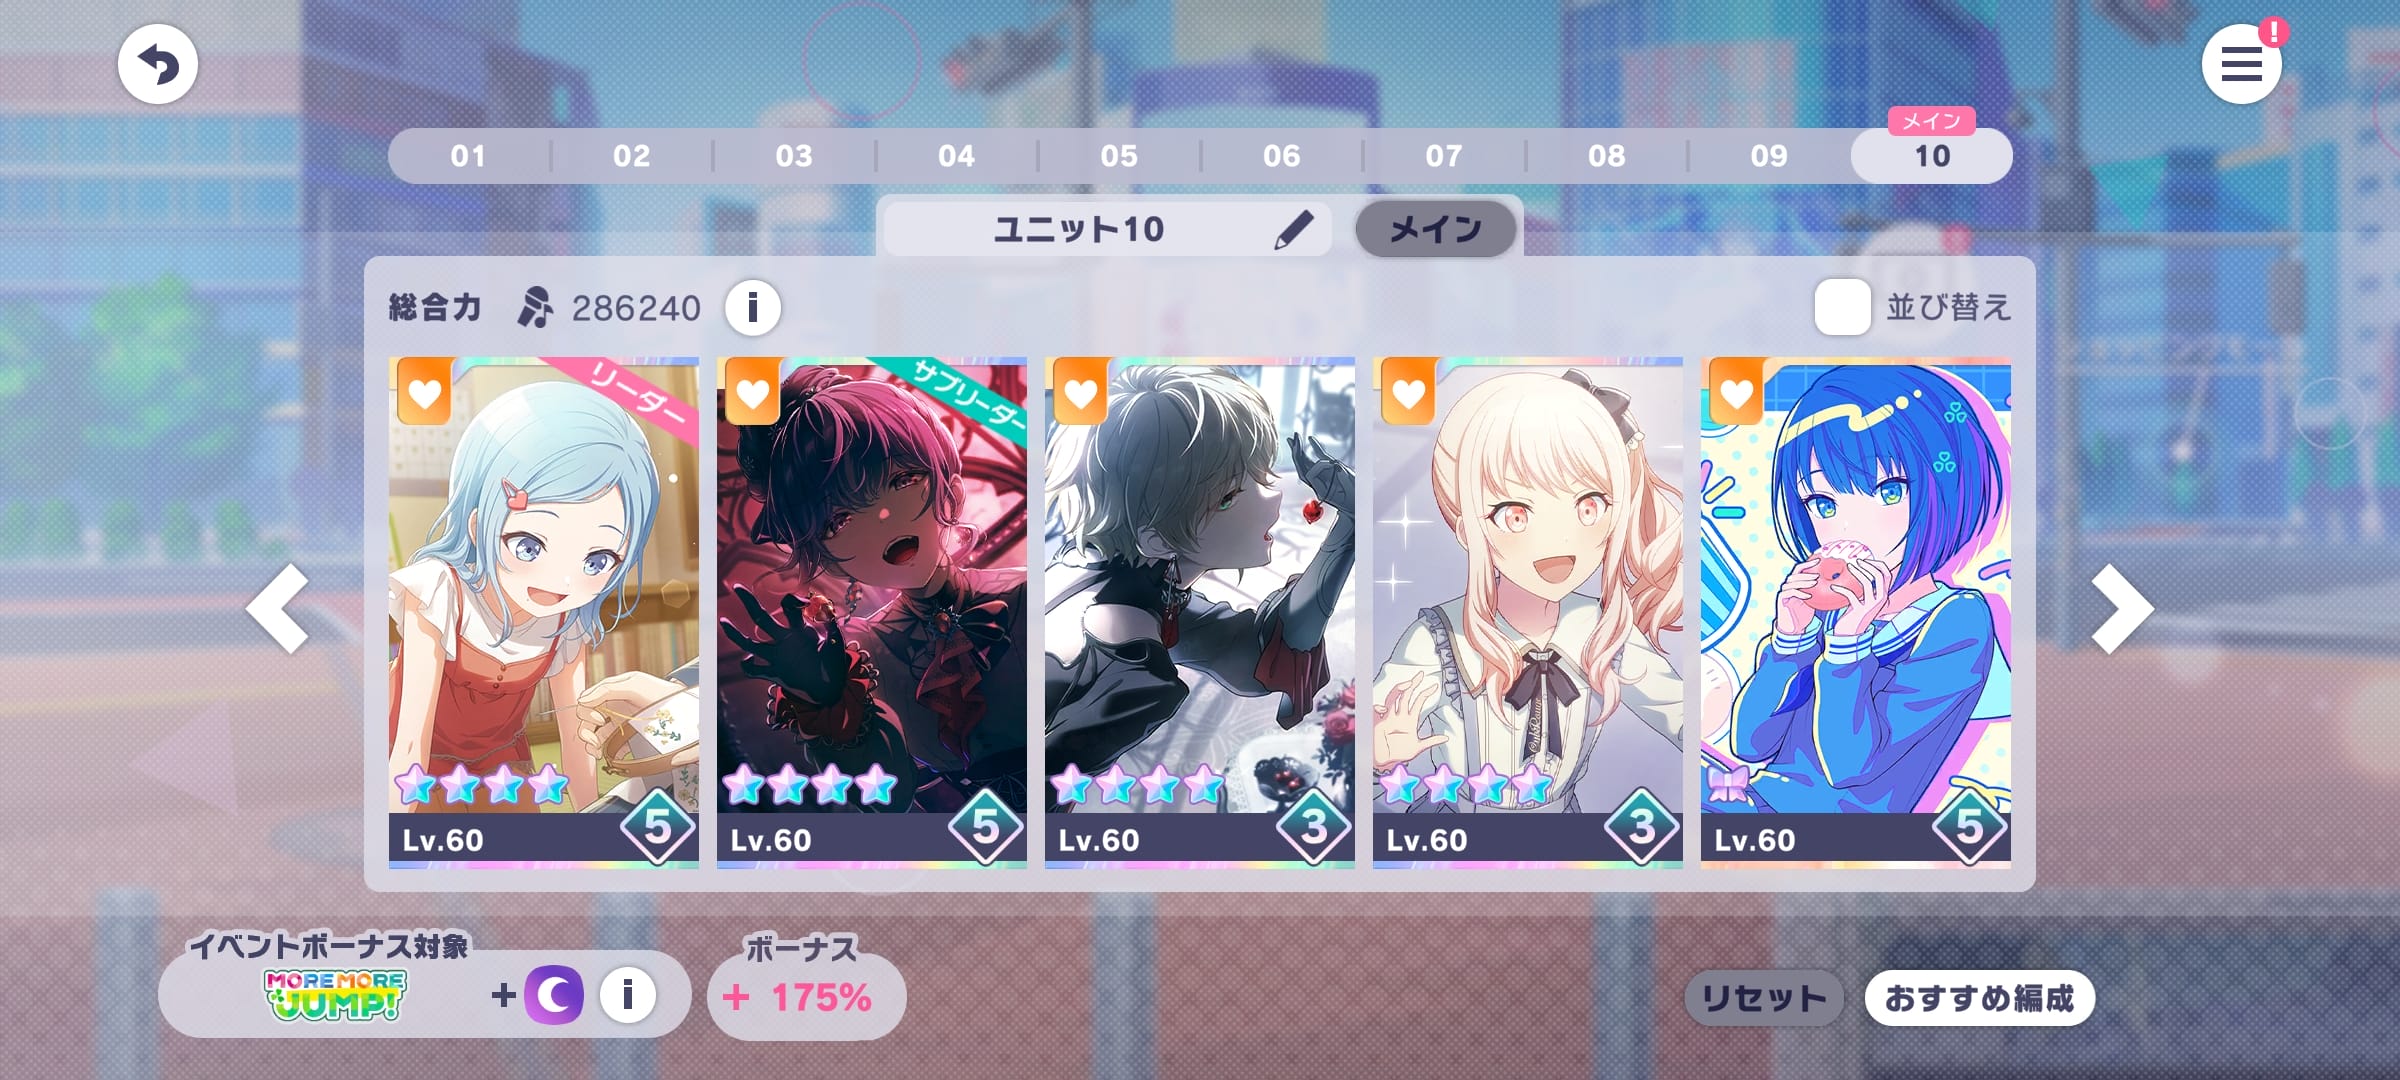 メイン
01 02 03 04 05 06 07 08 09 10
ユニット10 メイン
総合力 286240 i 並び替え
リーダー
サブリーダー
Lv.60 5
Lv.60 5
Lv.60 3
Lv.60 3
Lv.60 5
イベントボーナス対象
MORE MORE
JUMP!
+ i
ボーナス
+ 175%
リセット おすすめ編成
!